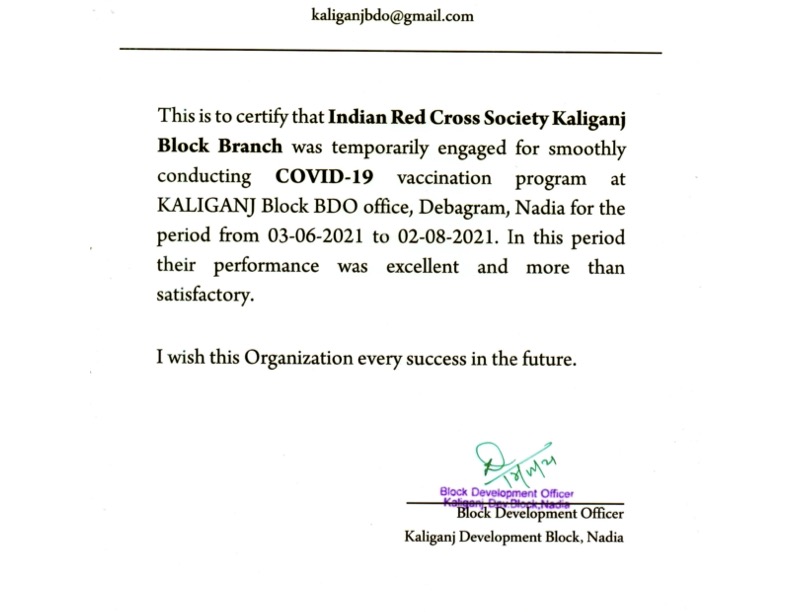 kaliganjbdo@gmail.com
This is to certify that Indian Red Cross Society Kaliganj
Block Branch was temporarily engaged for smoothly
conducting COVID-19 vaccination program at
KALIGANJ Block BDO office, Debagram, Nadia for the
period from 03-06-2021 to 02-08-2021. In this period
their performance was excellent and more than
satisfactory.
I wish this Organization every success in the future.
Block Development Officer
Kaliganj Dev Block, Nadia
Block Development Officer
Kaliganj Development Block, Nadia